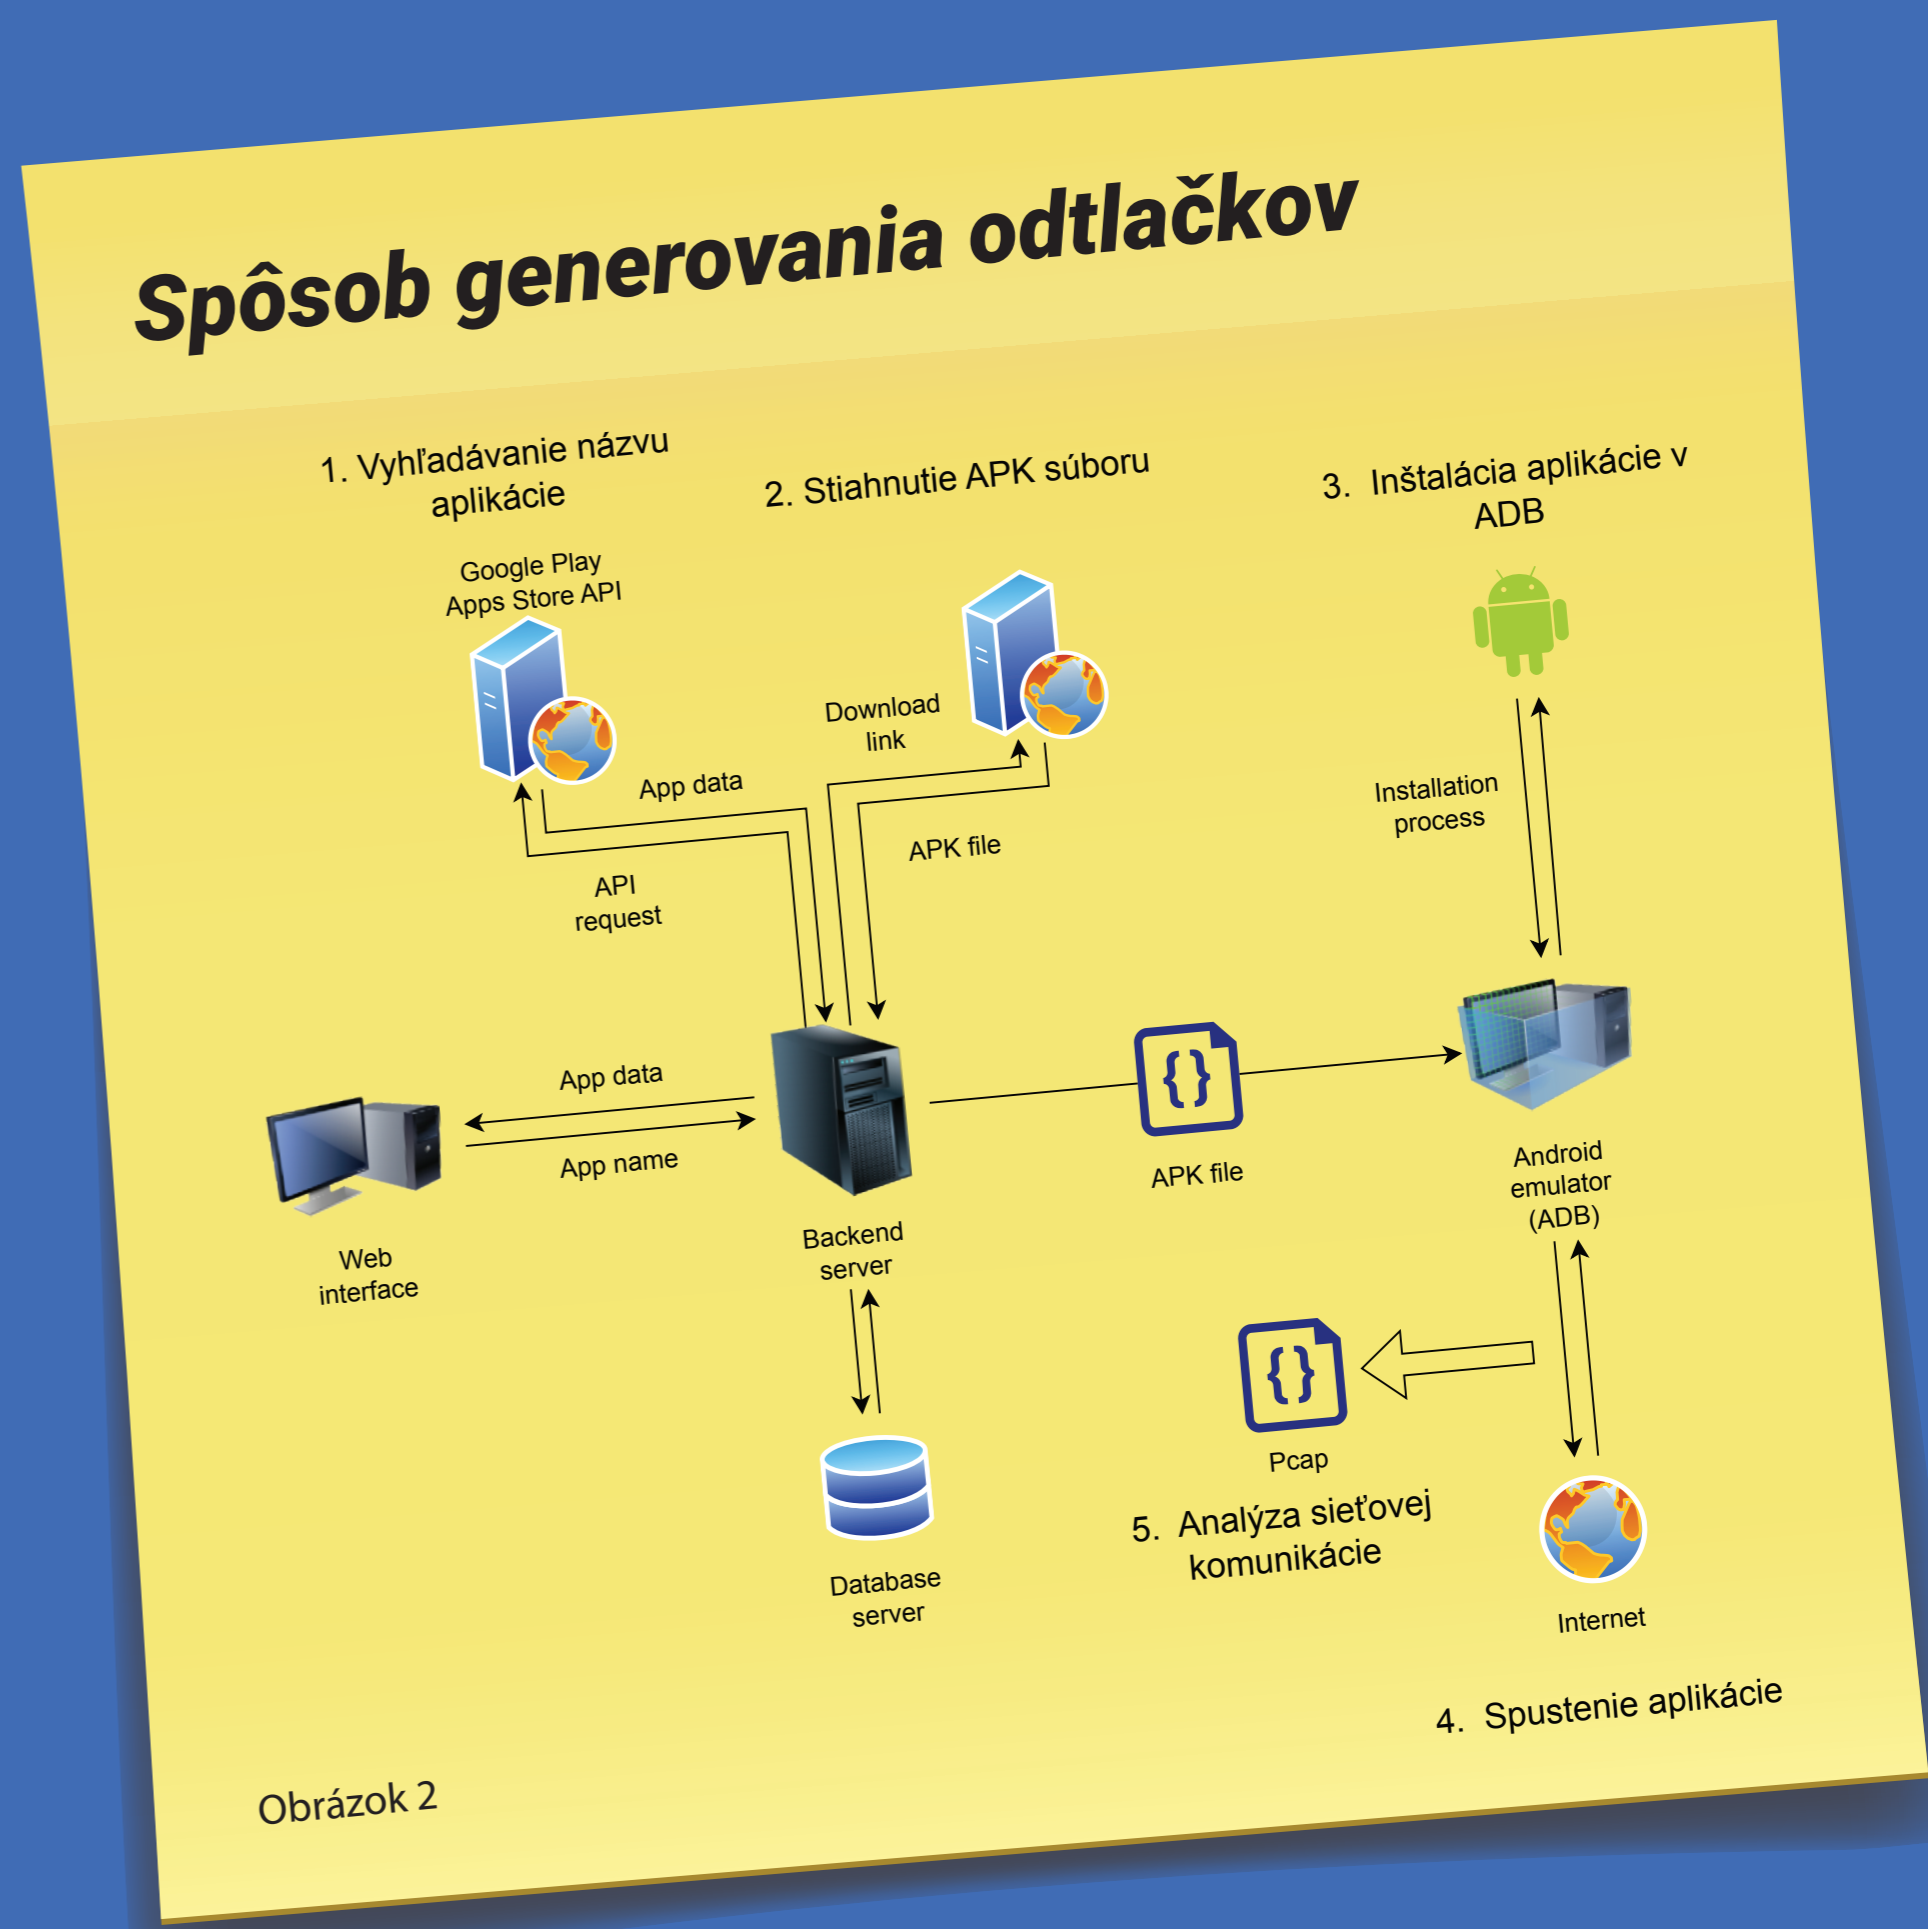 Spôsob generovania odtlačkov
1. Vyhľadávanie názvu
aplikácie
2. Stiahnutie APK súboru
3. Inštalácia aplikácie v
ADB
Google Play
Apps Store API
Download
link
App data
APK file
API
request
Installation
process
App data
App name
APK file
Web
interface
Backend
server
Android
emulator
(ADB)
Pcap
5. Analýza sieťovej
komunikácie
Database
server
Internet
4. Spustenie aplikácie
Obrázok 2